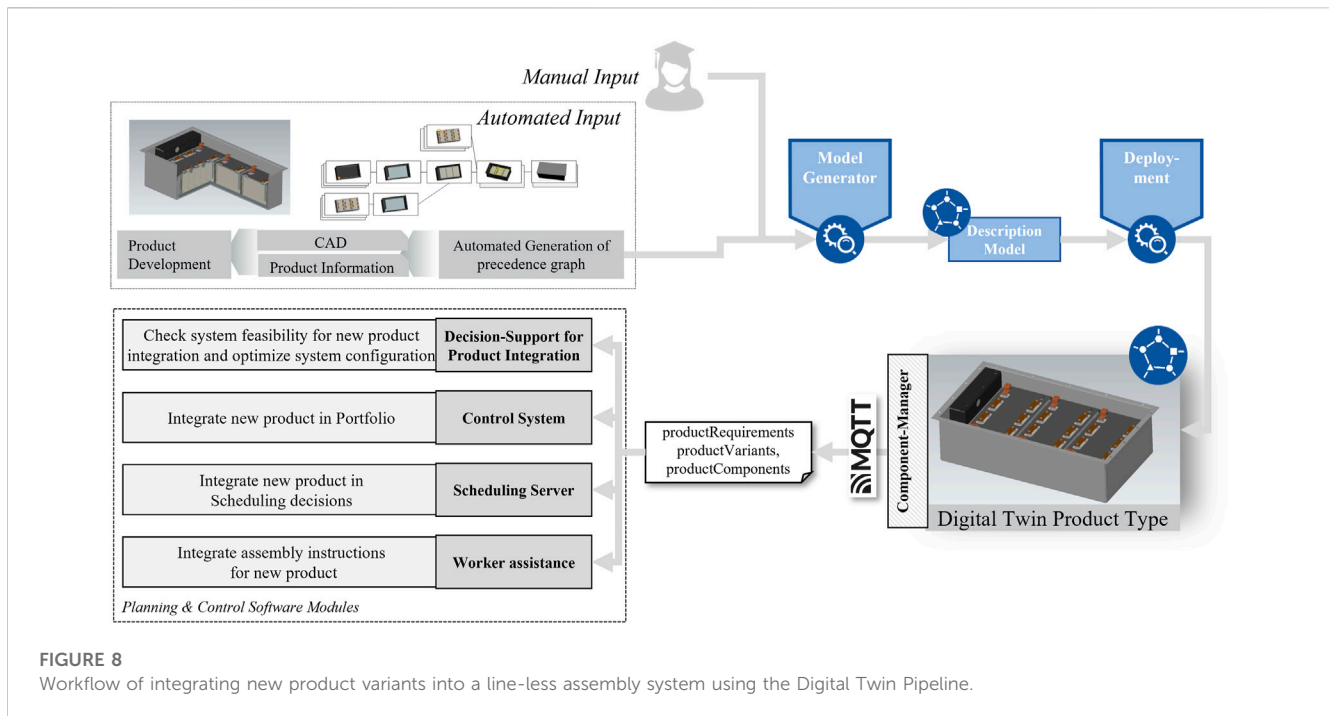 Manual Input
Automated Input
Product
Development
CAD
Product Information
Automated Generation of
precedence graph
Model
Generator
Description
Model
Deploy-
ment
Check system feasibility for new product
integration and optimize system configuration
Decision-Support for
Product Integration
Integrate new product in Portfolio
Control System
Integrate new product in
Scheduling decisions
Scheduling Server
Integrate assembly instructions
for new product
Worker assistance
Planning & Control Software Modules
productRequirements
productVariants,
productComponents
MQTT
Component-Manager
Digital Twin Product Type
FIGURE 8
Workflow of integrating new product variants into a line-less assembly system using the Digital Twin Pipeline.